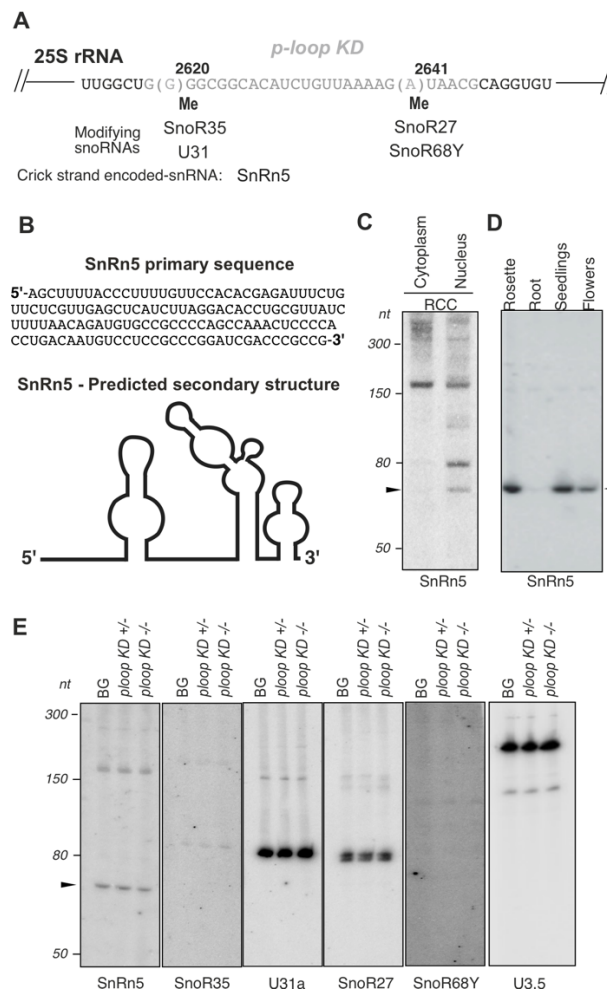 A
p-loop KD
25S rRNA
2620
2641
UUGGCUG(G)GGCGGCACAUCUGUUAAAAG(A)UAACGCAGGUGU
Me
Me
Modifying
snoRNAs
SnoR35
SnoR27
U31
SnoR68Y
Crick strand encoded-snRNA: SnRn5
B
SnRn5 primary sequence
5'-AGCUUUUACCCUUUUGUUCCACACGAGAUUUCUG
UUCUCGUUGAGCUCAUCUUAGGACACCUGCGUUAUC
UUUUAACAGAUGUGCCGCCCCAGCCAAACUCCCCA
CCUGACAAUGUCCUCCGCCCGGAUCGACCCGCCG-3'
SnRn5 - Predicted secondary structure
5'
3'
C
Cytoplasm
Nucleus
RCC
nt
300
150
80
50
SnRn5
D
Rosette
Root
Seedlings
Flowers
SnRn5
E
BG
ploop KD +/-
ploop KD -/-
BG
ploop KD +/-
ploop KD -/-
BG
ploop KD +/-
ploop KD -/-
BG
ploop KD +/-
ploop KD -/-
BG
ploop KD +/-
ploop KD -/-
BG
ploop KD +/-
ploop KD -/-
nt
300
150
80
50
SnRn5
SnoR35
U31a
SnoR27
SnoR68Y
U3.5